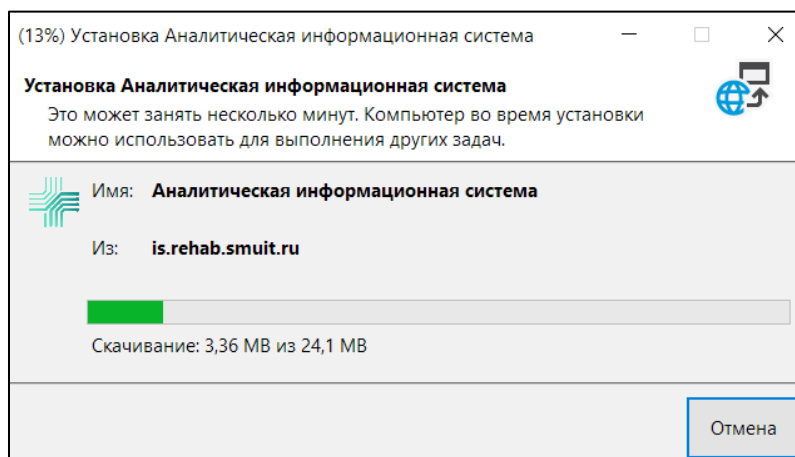 (13%) Установка Аналитическая информационная система
Установка Аналитическая информационная система
Это может занять несколько минут. Компьютер во время установки
можно использовать для выполнения других задач.
Имя: Аналитическая информационная система
Из: is.rehab.smuit.ru
Скачивание: 3,36 MB из 24,1 MB
Отмена